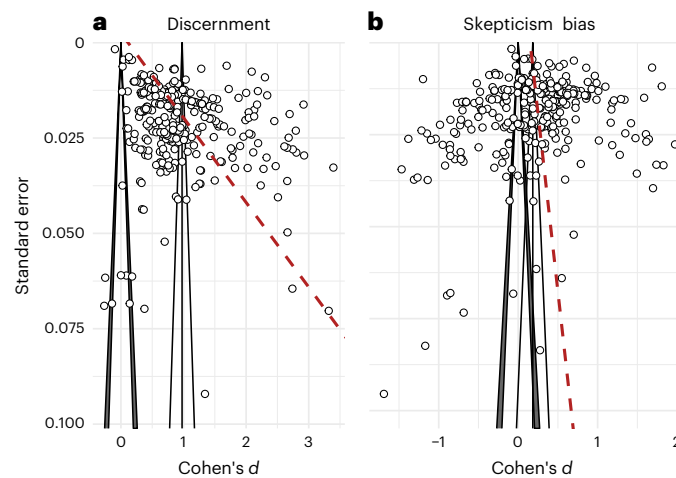 a Discernment
b Skepticism bias
Standard error
0
0.025
0.050
0.075
0.100
0 1 2 3
Cohen's d
−1 0 1 2
Cohen's d